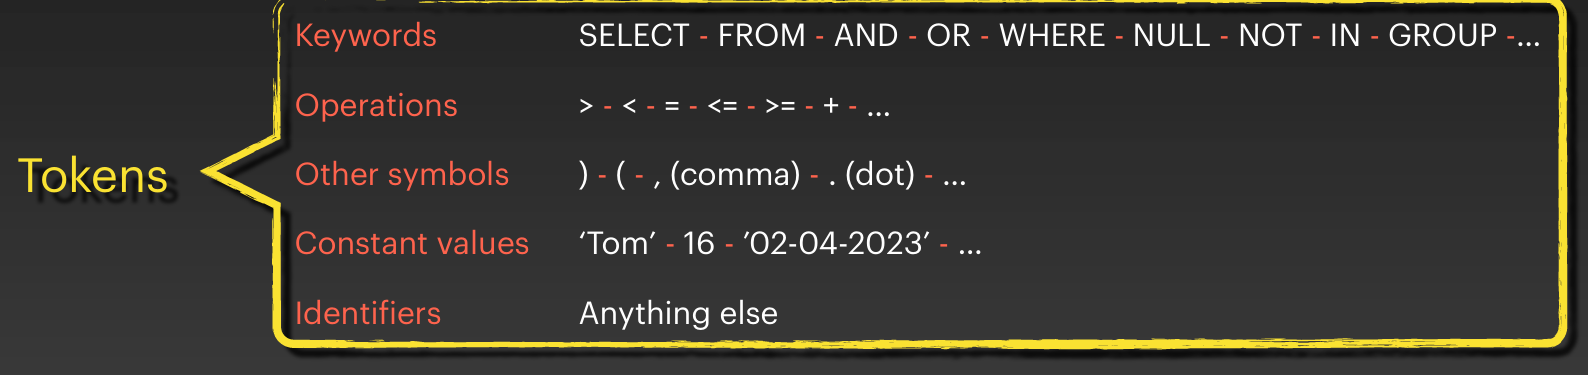 Tokens
Keywords SELECT - FROM - AND - OR - WHERE - NULL - NOT - IN - GROUP -...
Operations > - < - = - <= - >= - + - ...
Other symbols ) - ( - , (comma) - . (dot) - ...
Constant values ‘Tom’ - 16 - ’02-04-2023’ - ...
Identifiers Anything else